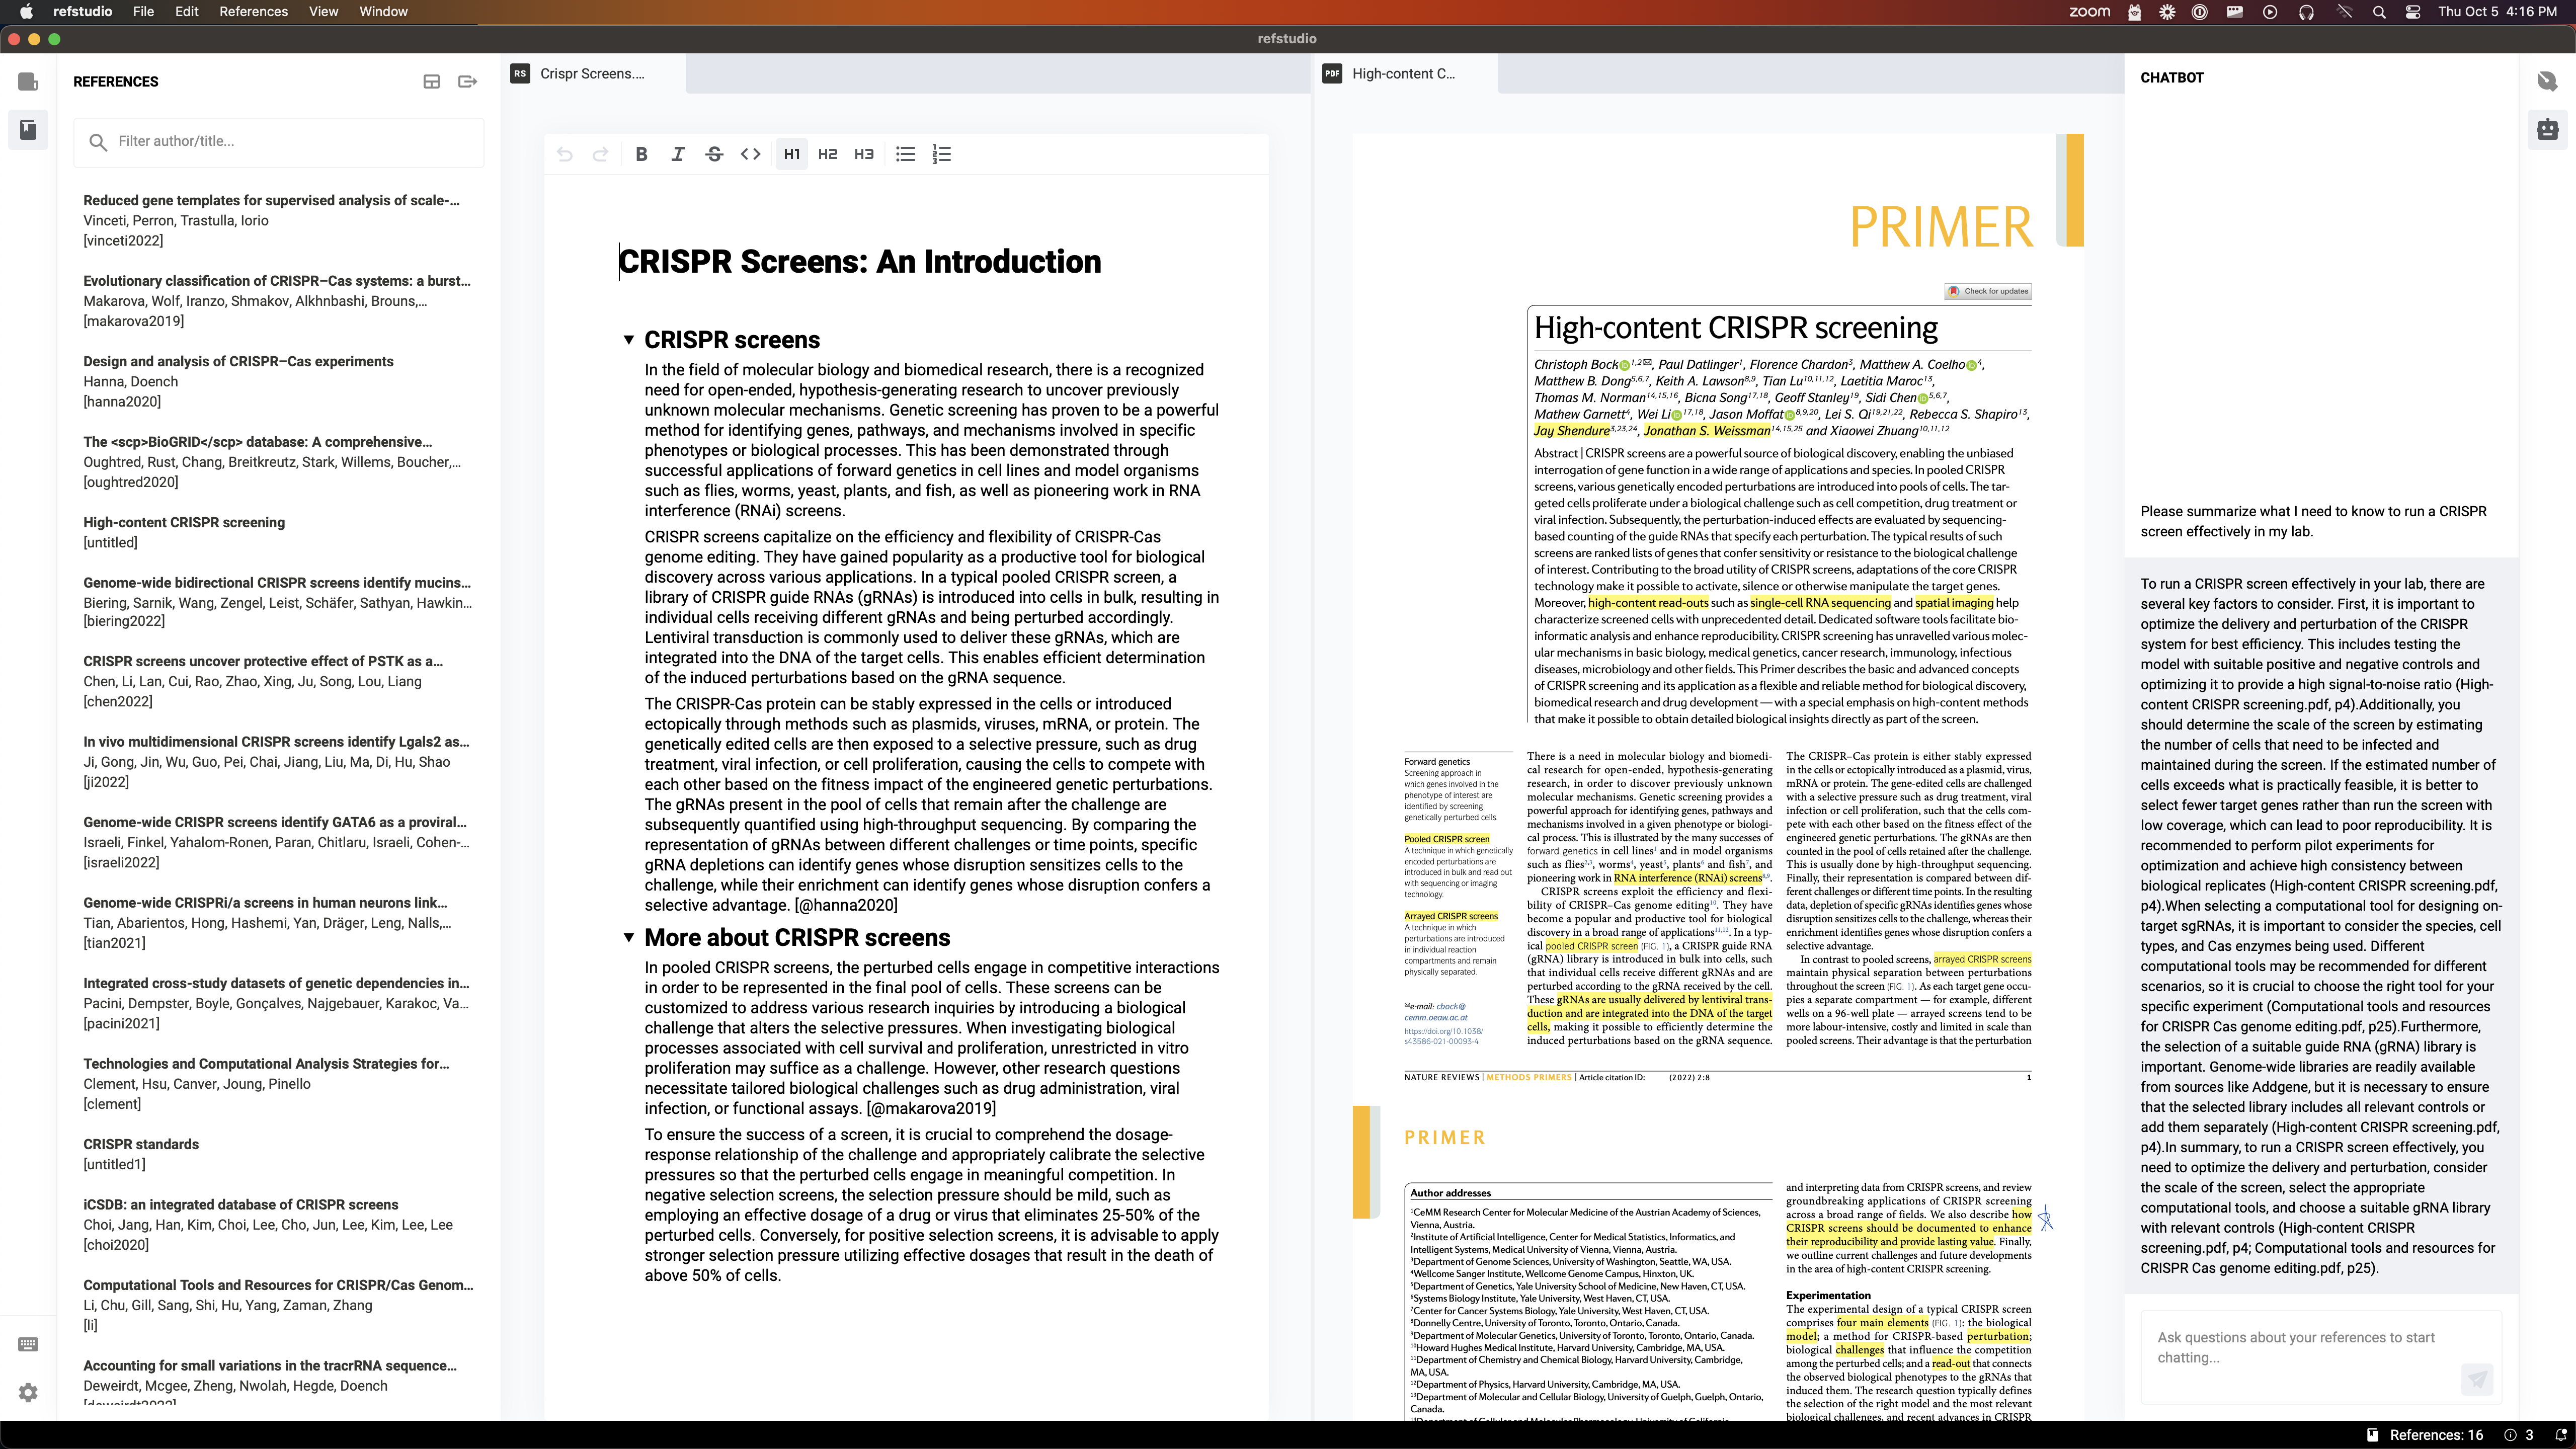 refstudio File Edit References View Window
zoom Thu Oct 5 4:16 PM
refstudio
REFERENCES
Filter author/title...
Reduced gene templates for supervised analysis of scale-...
Vinceti, Perron, Trastulla, Iorio
[vinceti2022]
Evolutionary classification of CRISPR–Cas systems: a burst...
Makarova, Wolf, Iranzo, Shmakov, Alkhnbashi, Brouns,...
[makarova2019]
Design and analysis of CRISPR–Cas experiments
Hanna, Doench
[hanna2020]
The <scp>BioGRID</scp> database: A comprehensive...
Oughtred, Rust, Chang, Breitkreutz, Stark, Willems, Boucher,...
[oughtred2020]
High-content CRISPR screening
[untitled]
Genome-wide bidirectional CRISPR screens identify mucins...
Biering, Sarnik, Wang, Zengel, Leist, Schäfer, Sathyan, Hawkin...
[biering2022]
CRISPR screens uncover protective effect of PSTK as a...
Chen, Li, Lan, Cui, Rao, Zhao, Xing, Ju, Song, Lou, Liang
[chen2022]
In vivo multidimensional CRISPR screens identify Lgals2 as...
Ji, Gong, Jin, Wu, Guo, Pei, Chai, Jiang, Liu, Ma, Di, Hu, Shao
[ji2022]
Genome-wide CRISPR screens identify GATA6 as a proviral...
Israeli, Finkel, Yahalom-Ronen, Paran, Chitlaru, Israeli, Cohen-...
[israeli2022]
Genome-wide CRISPRi/a screens in human neurons link...
Tian, Abarientos, Hong, Hashemi, Yan, Dräger, Leng, Nalls,...
[tian2021]
Integrated cross-study datasets of genetic dependencies in...
Pacini, Dempster, Boyle, Gonçalves, Najgebauer, Karakoc, Va...
[pacini2021]
Technologies and Computational Analysis Strategies for...
Clement, Hsu, Canver, Joung, Pinello
[clement]
CRISPR standards
[untitled1]
iCSDB: an integrated database of CRISPR screens
Choi, Jang, Han, Kim, Choi, Lee, Cho, Jun, Lee, Kim, Lee, Lee
[choi2020]
Computational Tools and Resources for CRISPR/Cas Genom...
Li, Chu, Gill, Sang, Shi, Hu, Yang, Zaman, Zhang
[li]
Accounting for small variations in the tracrRNA sequence...
Deweirdt, Mcgee, Zheng, Nwolah, Hegde, Doench
RS Crispr Screens....
B I S <> H1 H2 H3
CRISPR Screens: An Introduction
CRISPR screens
In the field of molecular biology and biomedical research, there is a recognized
need for open-ended, hypothesis-generating research to uncover previously
unknown molecular mechanisms. Genetic screening has proven to be a powerful
method for identifying genes, pathways, and mechanisms involved in specific
phenotypes or biological processes. This has been demonstrated through
successful applications of forward genetics in cell lines and model organisms
such as flies, worms, yeast, plants, and fish, as well as pioneering work in RNA
interference (RNAi) screens.
CRISPR screens capitalize on the efficiency and flexibility of CRISPR-Cas
genome editing. They have gained popularity as a productive tool for biological
discovery across various applications. In a typical pooled CRISPR screen, a
library of CRISPR guide RNAs (gRNAs) is introduced into cells in bulk, resulting in
individual cells receiving different gRNAs and being perturbed accordingly.
Lentiviral transduction is commonly used to deliver these gRNAs, which are
integrated into the DNA of the target cells. This enables efficient determination
of the induced perturbations based on the gRNA sequence.
The CRISPR-Cas protein can be stably expressed in the cells or introduced
ectopically through methods such as plasmids, viruses, mRNA, or protein. The
genetically edited cells are then exposed to a selective pressure, such as drug
treatment, viral infection, or cell proliferation, causing the cells to compete with
each other based on the fitness impact of the engineered genetic perturbations.
The gRNAs present in the pool of cells that remain after the challenge are
subsequently quantified using high-throughput sequencing. By comparing the
representation of gRNAs between different challenges or time points, specific
gRNA depletions can identify genes whose disruption sensitizes cells to the
challenge, while their enrichment can identify genes whose disruption confers a
selective advantage. [@hanna2020]
More about CRISPR screens
In pooled CRISPR screens, the perturbed cells engage in competitive interactions
in order to be represented in the final pool of cells. These screens can be
customized to address various research inquiries by introducing a biological
challenge that alters the selective pressures. When investigating biological
processes associated with cell survival and proliferation, unrestricted in vitro
proliferation may suffice as a challenge. However, other research questions
necessitate tailored biological challenges such as drug administration, viral
infection, or functional assays. [@makarova2019]
To ensure the success of a screen, it is crucial to comprehend the dosage-
response relationship of the challenge and appropriately calibrate the selective
pressures so that the perturbed cells engage in meaningful competition. In
negative selection screens, the selection pressure should be mild, such as
employing an effective dosage of a drug or virus that eliminates 25-50% of the
perturbed cells. Conversely, for positive selection screens, it is advisable to apply
stronger selection pressure utilizing effective dosages that result in the death of
above 50% of cells.
PDF High-content C...
PRIMER
Check for updates
High-content CRISPR screening
Christoph Bock 1,2, Paul Datlinger1, Florence Chardon3, Matthew A. Coelho 4,
Matthew B. Dong5,6,7, Keith A. Lawson8,9, Tian Lu10,11,12, Laetitia Maroc13,
Thomas M. Norman14,15,16, Bicna Song17,18, Geoff Stanley19, Sidi Chen 5,6,7,
Mathew Garnett4, Wei Li 17,18, Jason Moffat 8,9,20, Lei S. Qi19,21,22, Rebecca S. Shapiro13,
Jay Shendure3,23,24, Jonathan S. Weissman14,15,25 and Xiaowei Zhuang10,11,12
Abstract | CRISPR screens are a powerful source of biological discovery, enabling the unbiased
interrogation of gene function in a wide range of applications and species. In pooled CRISPR
screens, various genetically encoded perturbations are introduced into pools of cells. The tar-
geted cells proliferate under a biological challenge such as cell competition, drug treatment or
viral infection. Subsequently, the perturbation-induced effects are evaluated by sequencing-
based counting of the guide RNAs that specify each perturbation. The typical results of such
screens are ranked lists of genes that confer sensitivity or resistance to the biological challenge
of interest. Contributing to the broad utility of CRISPR screens, adaptations of the core CRISPR
technology make it possible to activate, silence or otherwise manipulate the target genes.
Moreover, high-content read-outs such as single-cell RNA sequencing and spatial imaging help
characterize screened cells with unprecedented detail. Dedicated software tools facilitate bio-
informatic analysis and enhance reproducibility. CRISPR screening has unravelled various molec-
ular mechanisms in basic biology, medical genetics, cancer research, immunology, infectious
diseases, microbiology and other fields. This Primer describes the basic and advanced concepts
of CRISPR screening and its application as a flexible and reliable method for biological discovery,
biomedical research and drug development — with a special emphasis on high-content methods
that make it possible to obtain detailed biological insights directly as part of the screen.
Forward genetics
Screening approach in
which genes involved in the
phenotype of interest are
identified by screening
genetically perturbed cells.
Pooled CRISPR screen
A technique in which genetically
encoded perturbations are
introduced in bulk and read out
with sequencing or imaging
technology.
Arrayed CRISPR screens
A technique in which
perturbations are introduced
in individual reaction
compartments and remain
physically separated.
e-mail: cbock@
cemm.oeaw.ac.at
https://doi.org/10.1038/
s43586-021-00093-4
There is a need in molecular biology and biomedi-
cal research for open-ended, hypothesis-generating
research, in order to discover previously unknown
molecular mechanisms. Genetic screening provides a
powerful approach for identifying genes, pathways and
mechanisms involved in a given phenotype or biologi-
cal process. This is illustrated by the many successes of
forward genetics in cell lines1 and in model organisms
such as flies2,3, worms4, yeast5, plants6 and fish7, and
pioneering work in RNA interference (RNAi) screens8,9.
CRISPR screens exploit the efficiency and flexi-
bility of CRISPR–Cas genome editing10. They have
become a popular and productive tool for biological
discovery in a broad range of applications11,12. In a typ-
ical pooled CRISPR screen (FIG. 1), a CRISPR guide RNA
(gRNA) library is introduced in bulk into cells, such
that individual cells receive different gRNAs and are
perturbed according to the gRNA received by the cell.
These gRNAs are usually delivered by lentiviral trans-
duction and are integrated into the DNA of the target
cells, making it possible to efficiently determine the
induced perturbations based on the gRNA sequence.
The CRISPR–Cas protein is either stably expressed
in the cells or ectopically introduced as a plasmid, virus,
mRNA or protein. The gene-edited cells are challenged
with a selective pressure such as drug treatment, viral
infection or cell proliferation, such that the cells com-
pete with each other based on the fitness effect of the
engineered genetic perturbations. The gRNAs are then
counted in the pool of cells retained after the challenge.
This is usually done by high-throughput sequencing.
Finally, their representation is compared between dif-
ferent challenges or different time points. In the resulting
data, depletion of specific gRNAs identifies genes whose
disruption sensitizes cells to the challenge, whereas their
enrichment identifies genes whose disruption confers a
selective advantage.
In contrast to pooled screens, arrayed CRISPR screens
maintain physical separation between perturbations
throughout the screen (FIG. 1). As each target gene occu-
pies a separate compartment — for example, different
wells on a 96-well plate — arrayed screens tend to be
more labour-intensive, costly and limited in scale than
pooled screens. Their advantage is that the perturbation
NATURE REVIEWS | METHODS PRIMERS | Article citation ID: (2022) 2:8 1
PRIMER
Author addresses
1CeMM Research Center for Molecular Medicine of the Austrian Academy of Sciences,
Vienna, Austria.
2Institute of Artificial Intelligence, Center for Medical Statistics, Informatics, and
Intelligent Systems, Medical University of Vienna, Vienna, Austria.
3Department of Genome Sciences, University of Washington, Seattle, WA, USA.
4Wellcome Sanger Institute, Wellcome Genome Campus, Hinxton, UK.
5Department of Genetics, Yale University School of Medicine, New Haven, CT, USA.
6Systems Biology Institute, Yale University, West Haven, CT, USA.
7Center for Cancer Systems Biology, Yale University, West Haven, CT, USA.
8Donnelly Centre, University of Toronto, Toronto, Ontario, Canada.
9Department of Molecular Genetics, University of Toronto, Toronto, Ontario, Canada.
10Howard Hughes Medical Institute, Harvard University, Cambridge, MA, USA.
11Department of Chemistry and Chemical Biology, Harvard University, Cambridge,
MA, USA.
12Department of Physics, Harvard University, Cambridge, MA, USA.
13Department of Molecular and Cellular Biology, University of Guelph, Guelph, Ontario,
Canada.
and interpreting data from CRISPR screens, and review
groundbreaking applications of CRISPR screening
across a broad range of fields. We also describe how
CRISPR screens should be documented to enhance
their reproducibility and provide lasting value. Finally,
we outline current challenges and future developments
in the area of high-content CRISPR screening.
Experimentation
The experimental design of a typical CRISPR screen
comprises four main elements (FIG. 1): the biological
model; a method for CRISPR-based perturbation;
biological challenges that influence the competition
among the perturbed cells; and a read-out that connects
the observed biological phenotypes to the gRNAs that
induced them. The research question typically defines
the selection of the right model and the most relevant
biological challenges, and recent advances in CRISPR
CHATBOT
Please summarize what I need to know to run a CRISPR
screen effectively in my lab.
To run a CRISPR screen effectively in your lab, there are
several key factors to consider. First, it is important to
optimize the delivery and perturbation of the CRISPR
system for best efficiency. This includes testing the
model with suitable positive and negative controls and
optimizing it to provide a high signal-to-noise ratio (High-
content CRISPR screening.pdf, p4).Additionally, you
should determine the scale of the screen by estimating
the number of cells that need to be infected and
maintained during the screen. If the estimated number of
cells exceeds what is practically feasible, it is better to
select fewer target genes rather than run the screen with
low coverage, which can lead to poor reproducibility. It is
recommended to perform pilot experiments for
optimization and achieve high consistency between
biological replicates (High-content CRISPR screening.pdf,
p4).When selecting a computational tool for designing on-
target sgRNAs, it is important to consider the species, cell
types, and Cas enzymes being used. Different
computational tools may be recommended for different
scenarios, so it is crucial to choose the right tool for your
specific experiment (Computational tools and resources
for CRISPR Cas genome editing.pdf, p25).Furthermore,
the selection of a suitable guide RNA (gRNA) library is
important. Genome-wide libraries are readily available
from sources like Addgene, but it is necessary to ensure
that the selected library includes all relevant controls or
add them separately (High-content CRISPR screening.pdf,
p4).In summary, to run a CRISPR screen effectively, you
need to optimize the delivery and perturbation, consider
the scale of the screen, select the appropriate
computational tools, and choose a suitable gRNA library
with relevant controls (High-content CRISPR
screening.pdf, p4; Computational tools and resources for
CRISPR Cas genome editing.pdf, p25).
Ask questions about your references to start
chatting...
References: 16 3